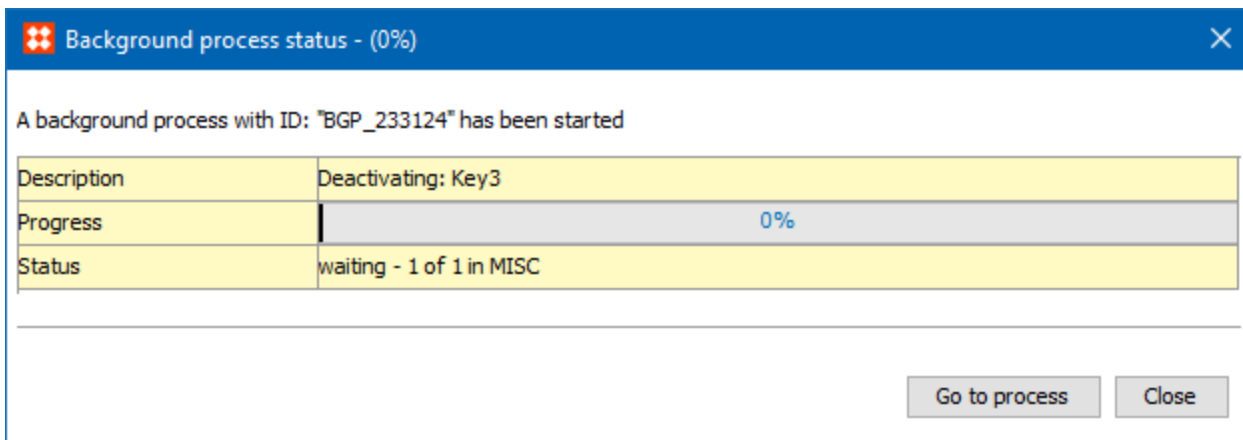 Background process status - (0%)
A background process with ID: "BGP_233124" has been started
Description Deactivating: Key3
Progress 0%
Status waiting - 1 of 1 in MISC
Go to process Close